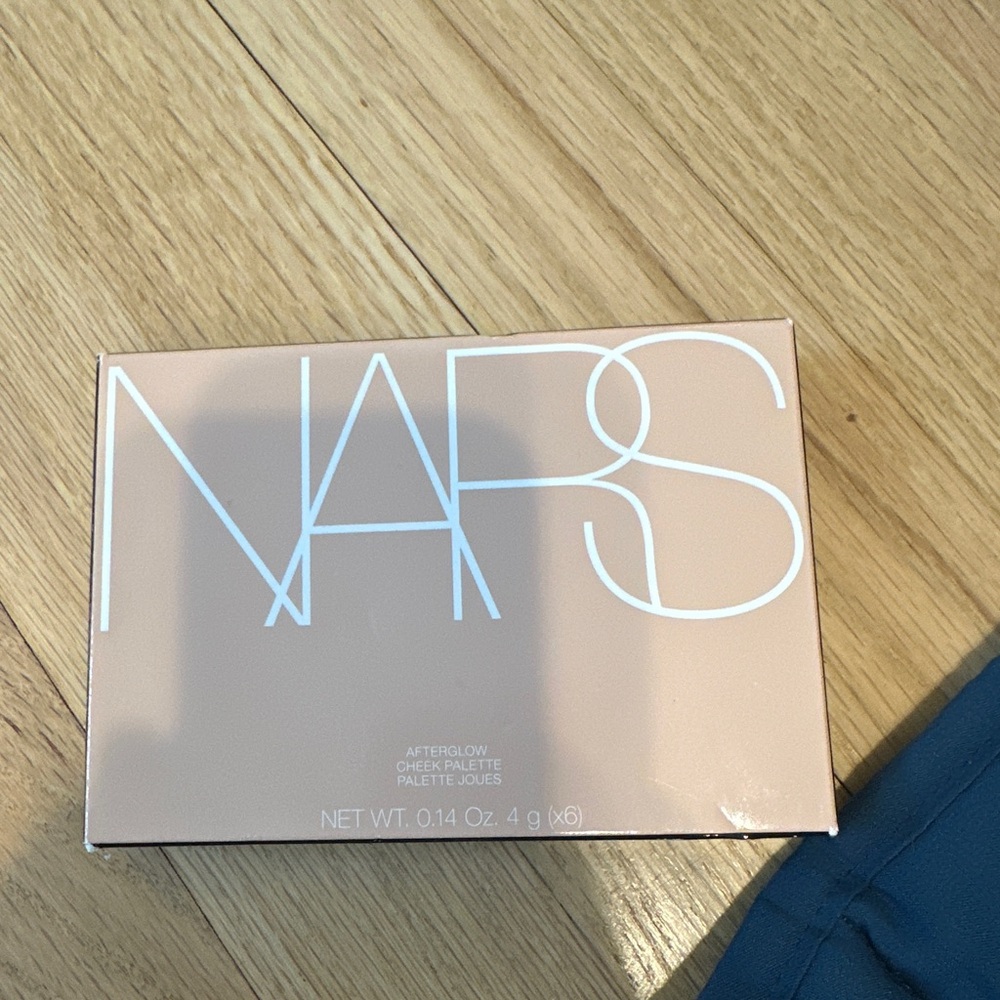 NARS
AFTERGLOW
CHEEK PALETTE
PALETTE JOUES
NET WT. 0.14 Oz. 4 g (x6)